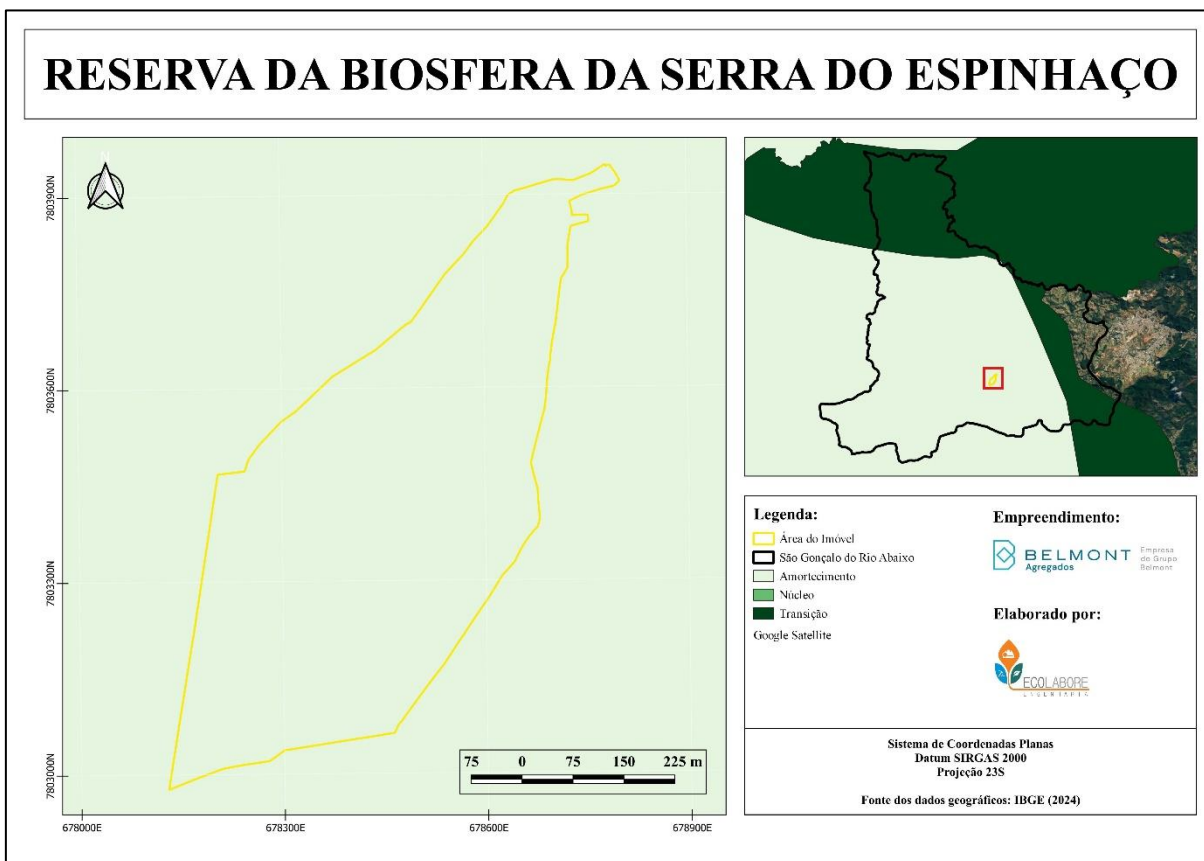 RESERVA DA BIOSFERA DA SERRA DO ESPINHAÇO
N
7803900N
7803600N
7803300N
7803000N
678000E
678300E
678600E
678900E
75 0 75 150 225 m
Legenda:
Área do Imóvel
São Gonçalo do Rio Abaixo
Amortecimento
Núcleo
Transição
Google Satellite
Empreendimento:
BELMONT
Agregados
Empresa
do Grupo
Belmont
Elaborado por:
ECOLABORE
ENGENHARIA
Sistema de Coordenadas Planas
Datum SIRGAS 2000
Projeção 23S
Fonte dos dados geográficos: IBGE (2024)